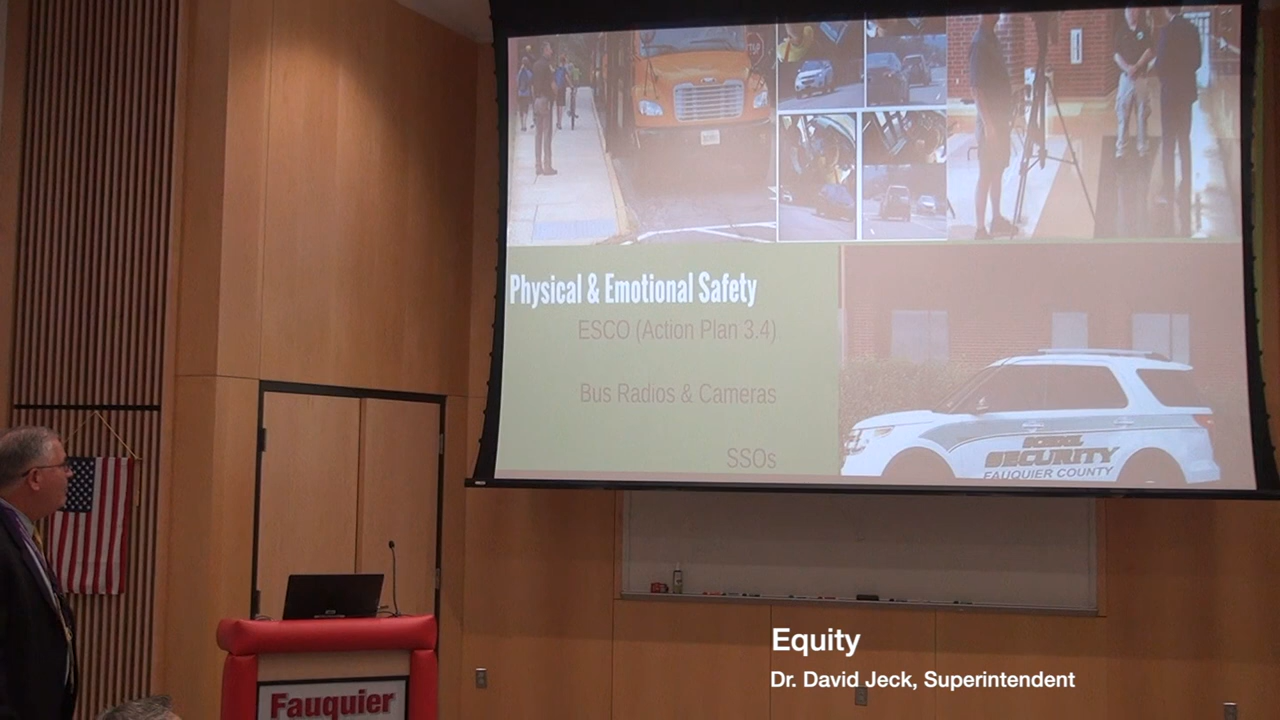 Physical & Emotional Safety
ESCO (Action Plan 3.4)
Bus Radios & Cameras
SSOs
SCHOOL
SECURITY
FAUQUIER COUNTY
Fauquier
Equity
Dr. David Jeck, Superintendent